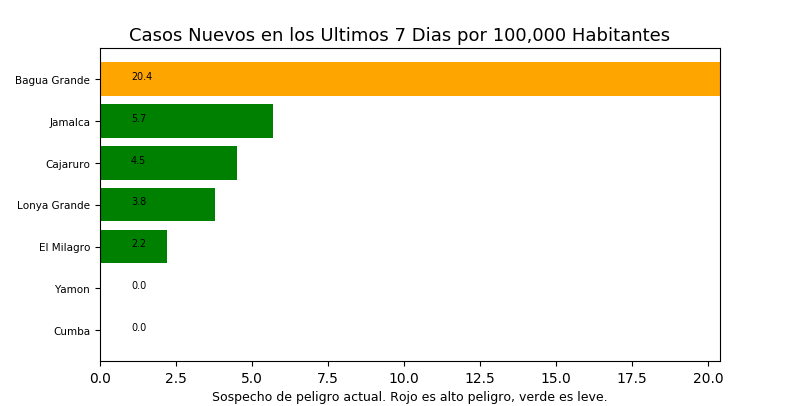 Casos Nuevos en los Ultimos 7 Dias por 100,000 Habitantes
Bagua Grande 20.4
Jamalca 5.7
Cajaruro 4.5
Lonya Grande 3.8
El Milagro 2.2
Yamon 0.0
Cumba 0.0
0.0 2.5 5.0 7.5 10.0 12.5 15.0 17.5 20.0
Sospecho de peligro actual. Rojo es alto peligro, verde es leve.